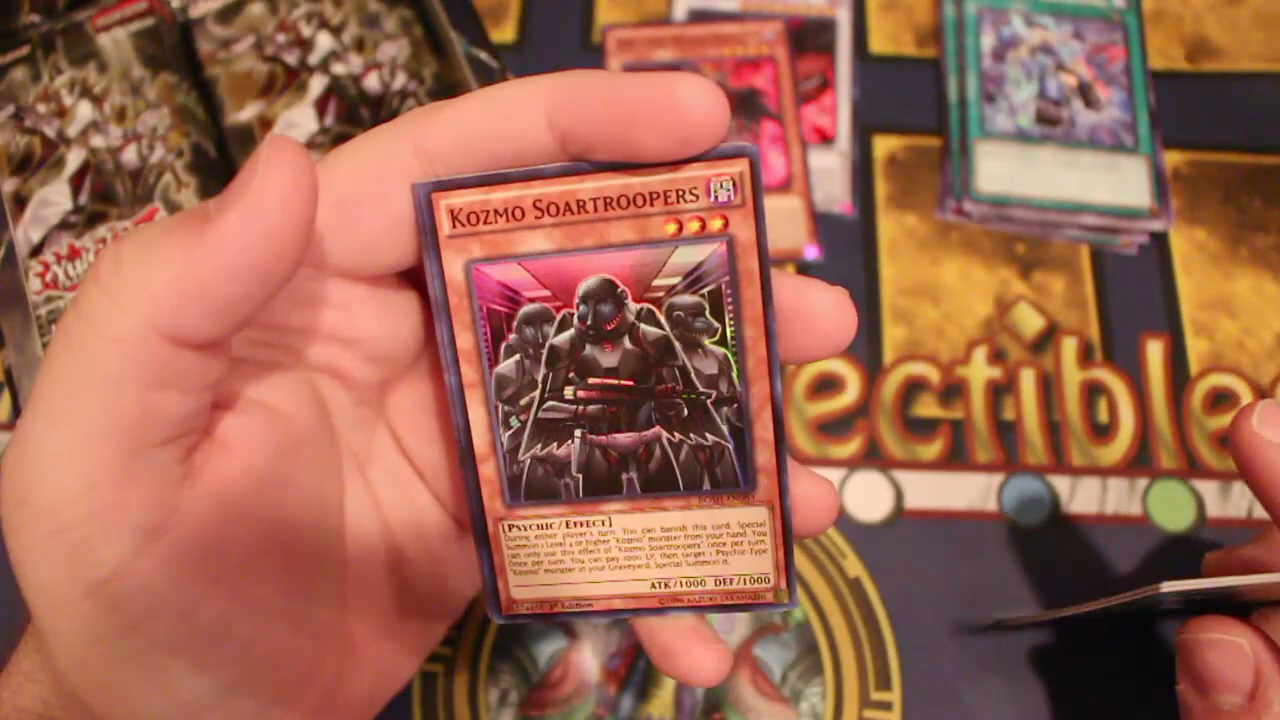 KOZMO SOARTROOPERS
[PSYCHIC/EFFECT]
During either player's turn: You can banish this card; Special
Summon 1 Level 4 or higher "Kozmo" monster from your hand. You
can only use this effect of "Kozmo Soartroopers" once per turn.
Once per turn: You can pay 1000 LP, then target 1 Psychic-Type
"Kozmo" monster in your Graveyard; Special Summon it.
ATK/1000 DEF/1000
1st Edition
©1996 KAZUKI TAKAHASHI
ectible